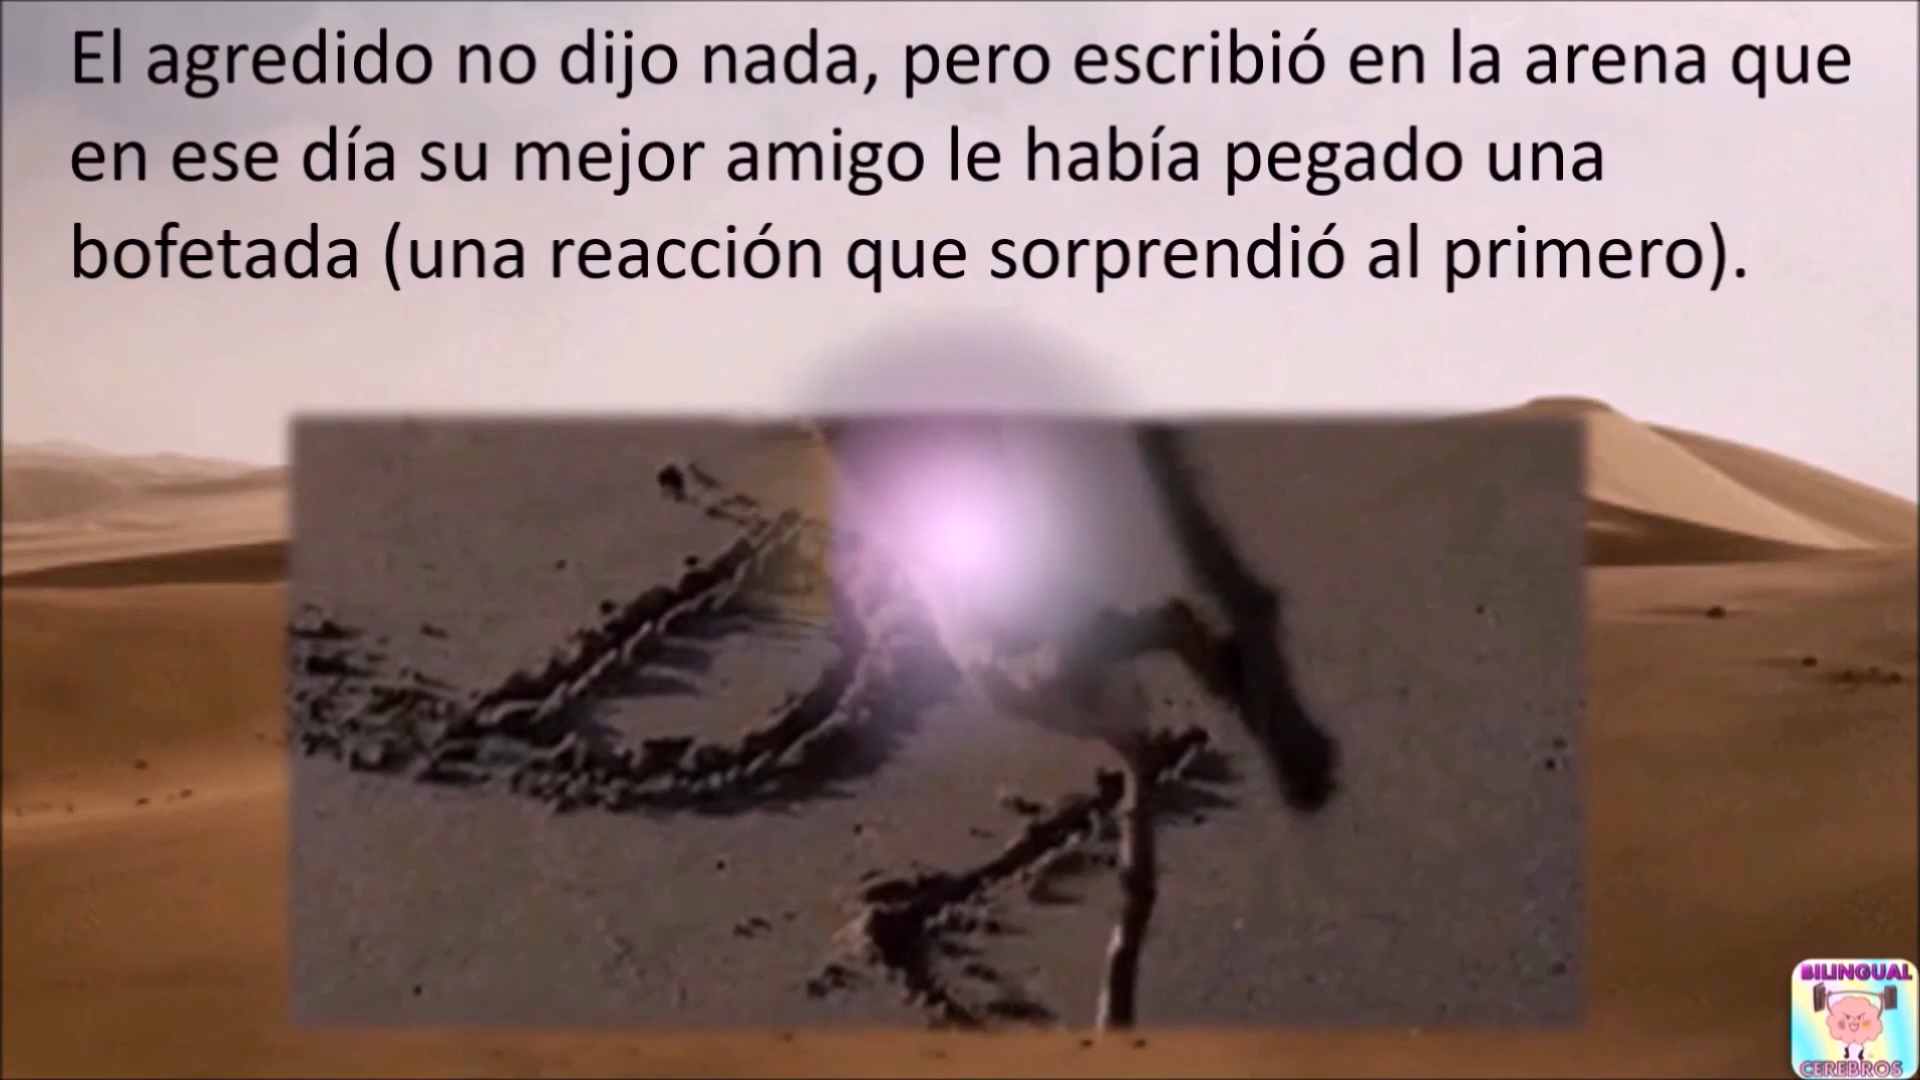 El agredido no dijo nada, pero escribió en la arena que
en ese día su mejor amigo le había pegado una
bofetada (una reacción que sorprendió al primero).
BILINGUAL
CEREBROS